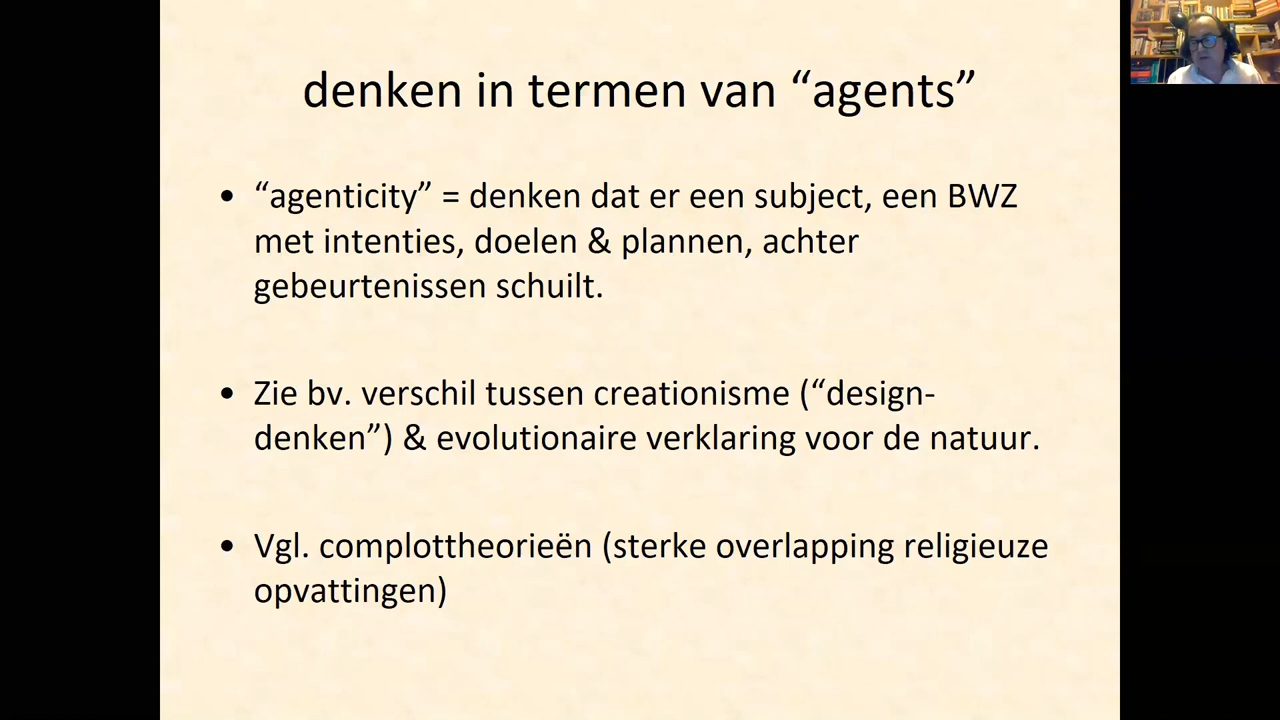 denken in termen van “agents”
• “agenticity” = denken dat er een subject, een BWZ
met intenties, doelen & plannen, achter
gebeurtenissen schuilt.
• Zie bv. verschil tussen creationisme (“design-
denken”) & evolutionaire verklaring voor de natuur.
• Vgl. complottheorieën (sterke overlapping religieuze
opvattingen)